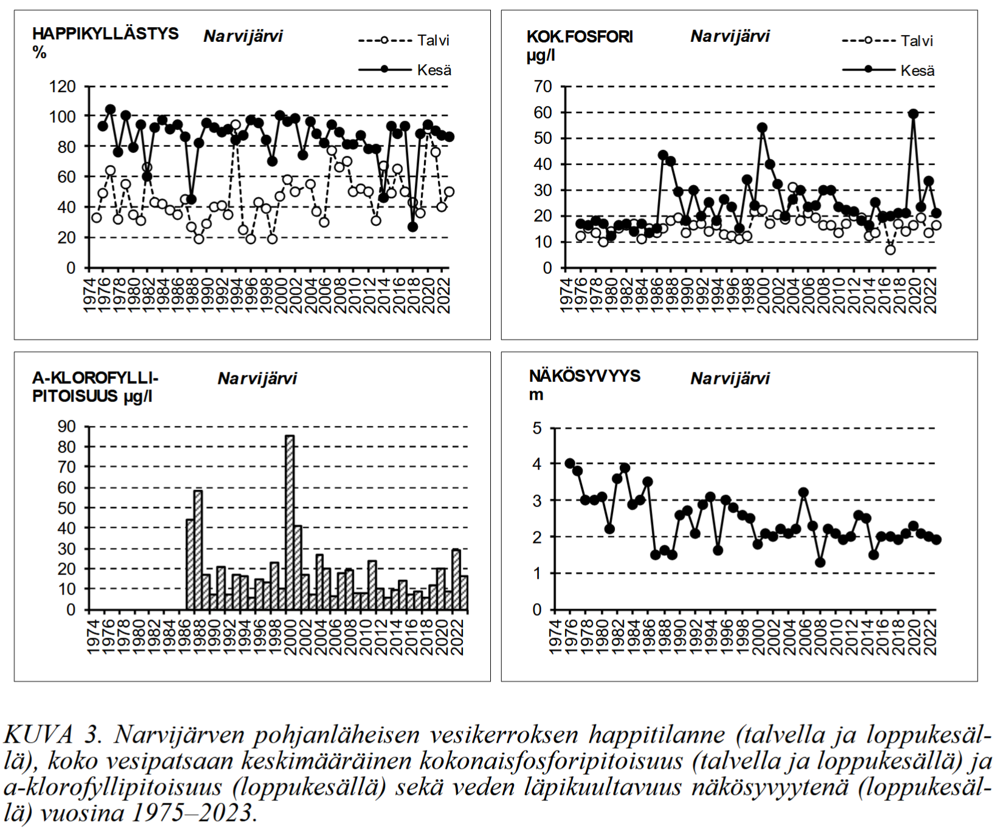 HAPPIKYLLÄSTYS
%
Narvijärvi
Talvi
Kesä
120
100
80
60
40
20
0
1974 1976 1978 1980 1982 1984 1986 1988 1990 1992 1994 1996 1998 2000 2002 2004 2006 2008 2010 2012 2014 2016 2018 2020 2022
KOK.FOSFORI
µg/l
Narvijärvi
Talvi
Kesä
70
60
50
40
30
20
10
0
1974 1976 1978 1980 1982 1984 1986 1988 1990 1992 1994 1996 1998 2000 2002 2004 2006 2008 2010 2012 2014 2016 2018 2020 2022
A-KLOROFYLLI-
PITOISUUS µg/l
Narvijärvi
90
80
70
60
50
40
30
20
10
0
1974 1976 1978 1980 1982 1984 1986 1988 1990 1992 1994 1996 1998 2000 2002 2004 2006 2008 2010 2012 2014 2016 2018 2020 2022
NÄKÖSYVYYS
m
Narvijärvi
5
4
3
2
1
0
1974 1976 1978 1980 1982 1984 1986 1988 1990 1992 1994 1996 1998 2000 2002 2004 2006 2008 2010 2012 2014 2016 2018 2020 2022
KUVA 3. Narvijärven pohjanläheisen vesikerroksen happitilanne (talvella ja loppukesäl-
lä), koko vesipatsaan keskimääräinen kokonaisfosforipitoisuus (talvella ja loppukesällä) ja
a-klorofyllipitoisuus (loppukesällä) sekä veden läpikuultavuus näkösyvyytenä (loppukesäl-
lä) vuosina 1975–2023.